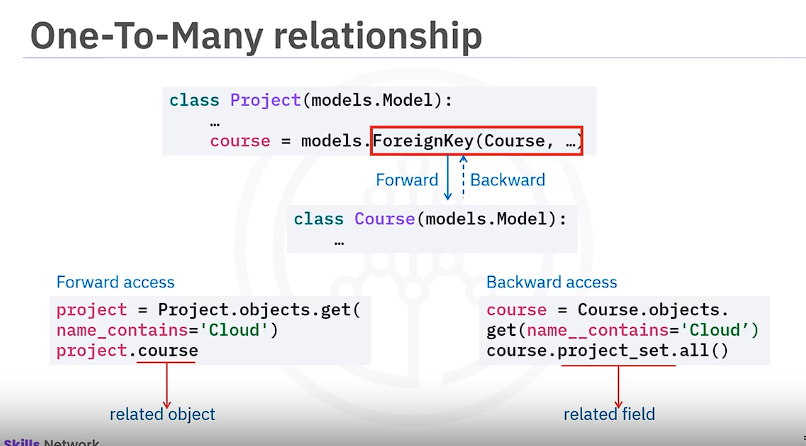 One-To-Many relationship
class Project(models.Model):
…
course = models.ForeignKey(Course, …)
Forward
Backward
class Course(models.Model):
…
Forward access
project = Project.objects.get(
name_contains='Cloud')
project.course
related object
Backward access
course = Course.objects.
get(name__contains='Cloud’)
course.project_set.all()
related field
Skills Network